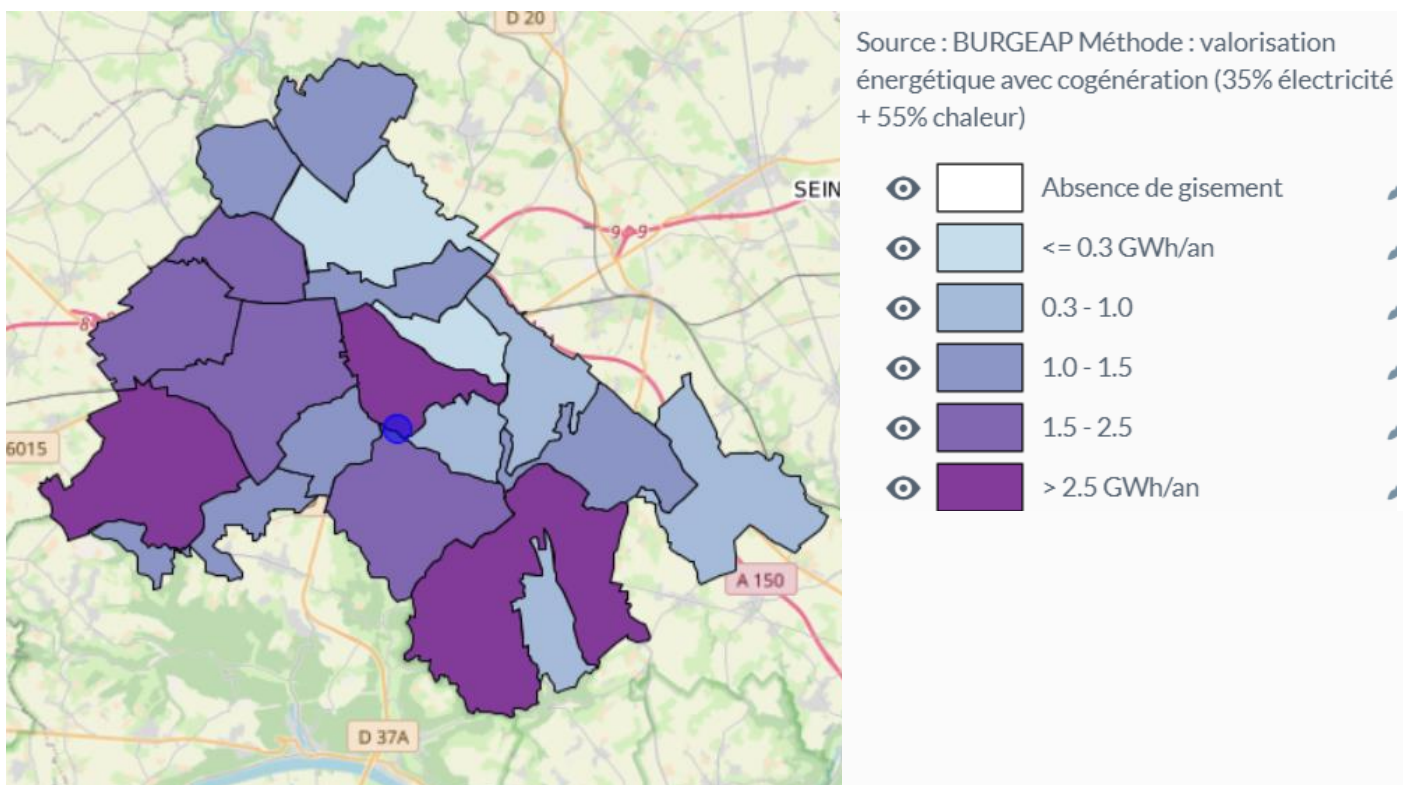 D 20
SEIN
6015
A 150
D 37A
Source : BURGEAP Méthode : valorisation
énergétique avec cogénération (35% électricité
+ 55% chaleur)
Absence de gisement
<= 0.3 GWh/an
0.3 - 1.0
1.0 - 1.5
1.5 - 2.5
> 2.5 GWh/an